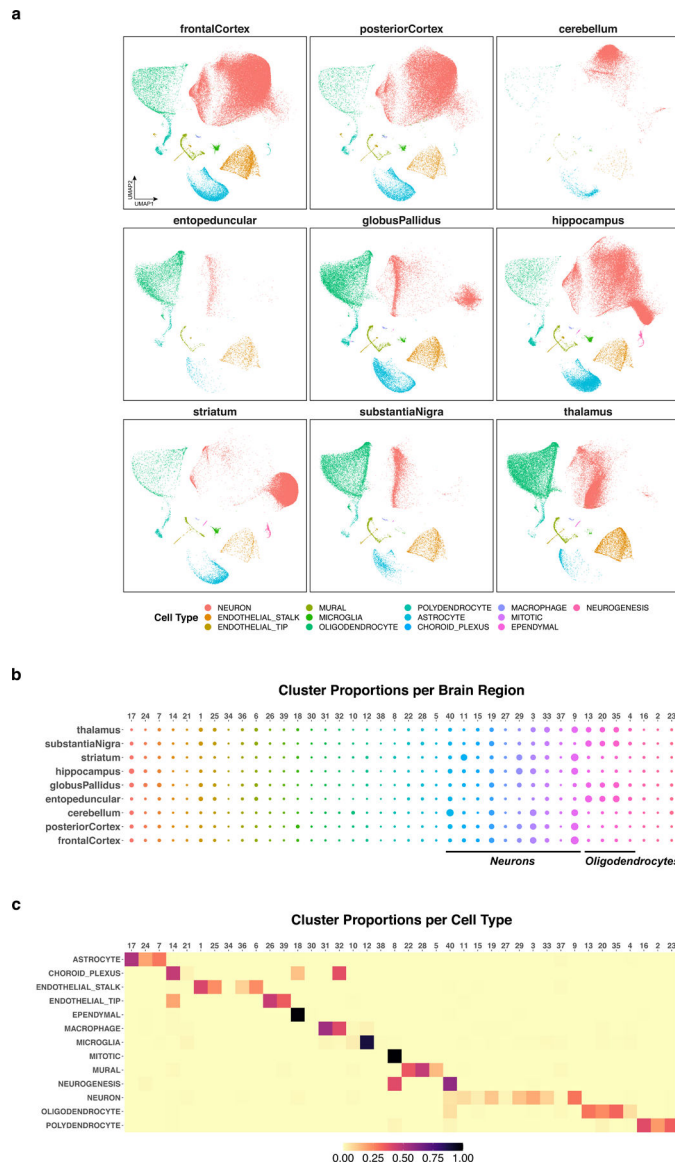 a
frontalCortex posteriorCortex cerebellum
UMAP2
UMAP1
entopeduncular globusPallidus hippocampus
striatum substantiaNigra thalamus
Cell Type
NEURON MURAL POLYDENDROCYTE MACROPHAGE NEUROGENESIS
ENDOTHELIAL_STALK MICROGLIA ASTROCYTE MITOTIC
ENDOTHELIAL_TIP OLIGODENDROCYTE CHOROID_PLEXUS EPENDYMAL
b
Cluster Proportions per Brain Region
17 24 7 14 21 1 25 34 36 6 26 39 18 30 31 32 10 12 38 8 22 28 5 40 11 15 19 27 29 3 33 37 9 13 20 35 4 16 2 23
thalamus
substantiaNigra
striatum
hippocampus
globusPallidus
entopeduncular
cerebellum
posteriorCortex
frontalCortex
Neurons Oligodendrocytes
c
Cluster Proportions per Cell Type
17 24 7 14 21 1 25 34 36 6 26 39 18 30 31 32 10 12 38 8 22 28 5 40 11 15 19 27 29 3 33 37 9 13 20 35 4 16 2 23
ASTROCYTE
CHOROID_PLEXUS
ENDOTHELIAL_STALK
ENDOTHELIAL_TIP
EPENDYMAL
MACROPHAGE
MICROGLIA
MITOTIC
MURAL
NEUROGENESIS
NEURON
OLIGODENDROCYTE
POLYDENDROCYTE
0.00 0.25 0.50 0.75 1.00